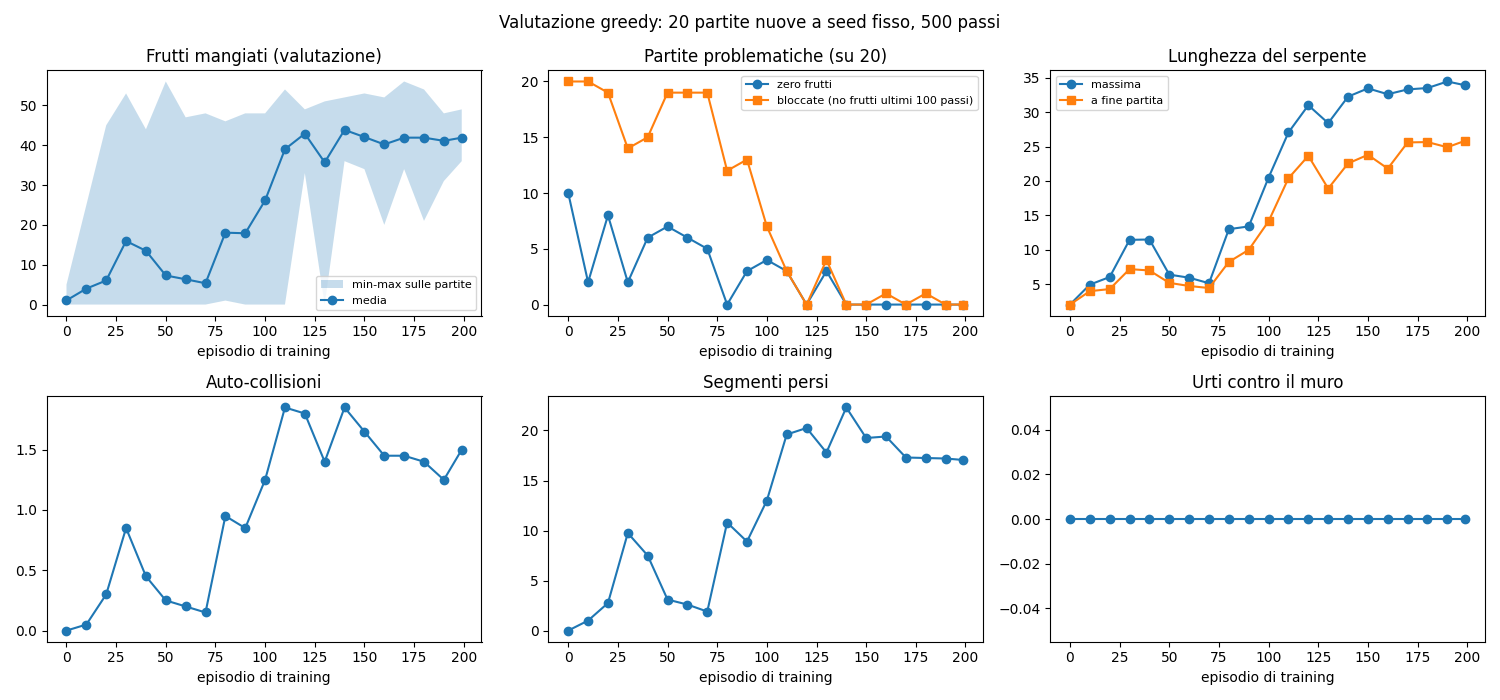 Valutazione greedy: 20 partite nuove a seed fisso, 500 passi
Frutti mangiati (valutazione)
50
40
30
20
10
0
min-max sulle partite
media
0 25 50 75 100 125 150 175 200
episodio di training
Partite problematiche (su 20)
20
15
10
5
0
zero frutti
bloccate (no frutti ultimi 100 passi)
0 25 50 75 100 125 150 175 200
episodio di training
Lunghezza del serpente
35
30
25
20
15
10
5
massima
a fine partita
0 25 50 75 100 125 150 175 200
episodio di training
Auto-collisioni
1.5
1.0
0.5
0.0
0 25 50 75 100 125 150 175 200
episodio di training
Segmenti persi
20
15
10
5
0
0 25 50 75 100 125 150 175 200
episodio di training
Urti contro il muro
0.04
0.02
0.00
−0.02
−0.04
0 25 50 75 100 125 150 175 200
episodio di training